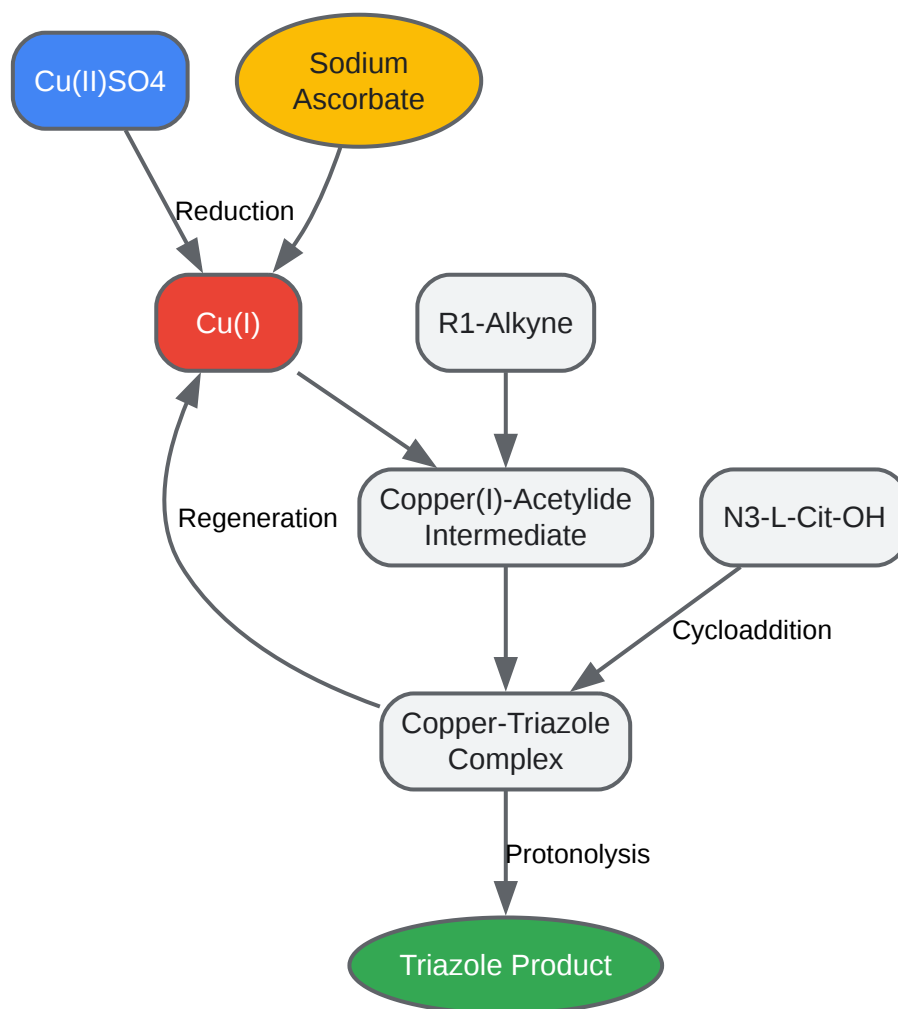 Cu(II)SO4
Sodium
Ascorbate
Reduction
Cu(I)
R1-Alkyne
Copper(I)-Acetylide
Intermediate
N3-L-Cit-OH
Regeneration
Cycloaddition
Copper-Triazole
Complex
Protonolysis
Triazole Product